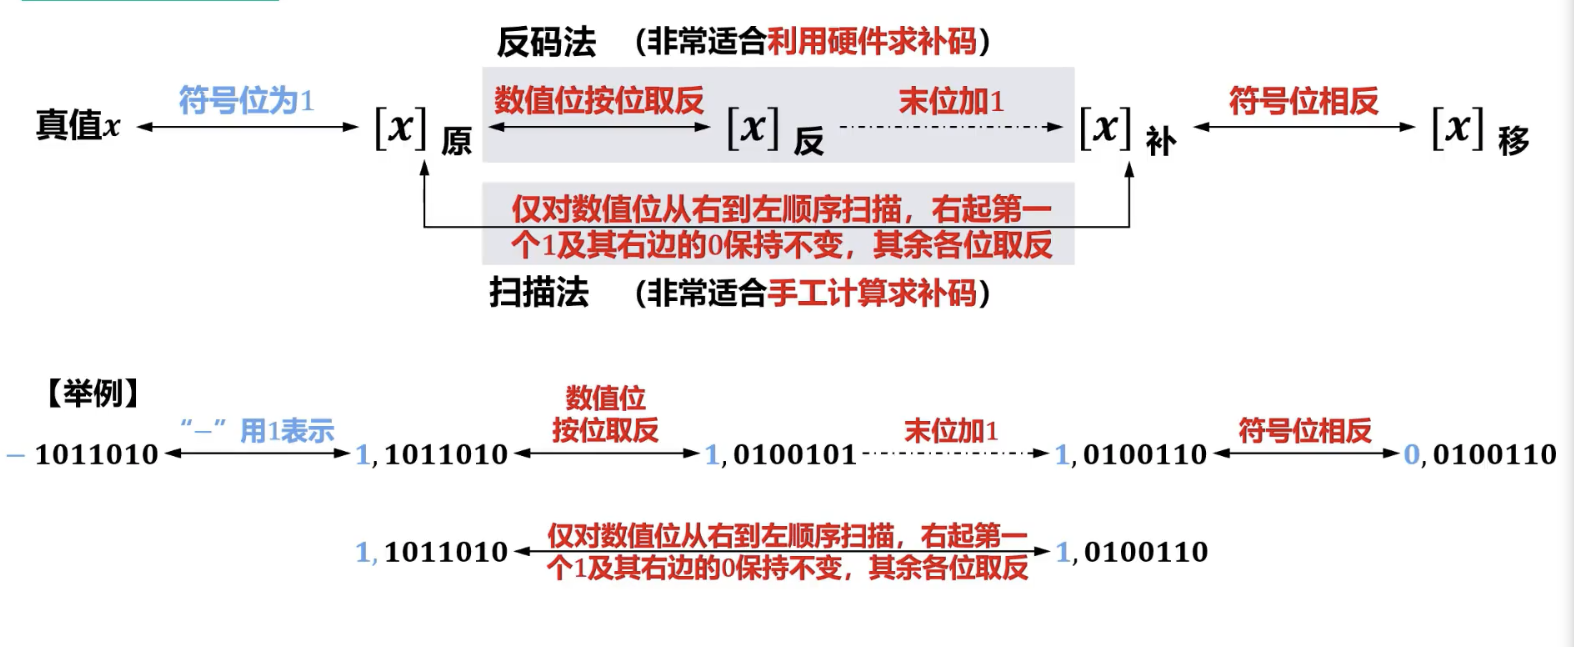 反码法 （非常适合利用硬件求补码）
真值x 符号位为1 [x]原 数值位按位取反 [x]反 末位加1 [x]补 符号位相反 [x]移
仅对数值位从右到左顺序扫描，右起第一
个1及其右边的0保持不变，其余各位取反
扫描法 （非常适合手工计算求补码）
【举例】
“−”用1表示 数值位
按位取反 末位加1 符号位相反
− 1011010 1, 1011010 1, 0100101 1, 0100110 0, 0100110
仅对数值位从右到左顺序扫描，右起第一
1, 1011010 1, 0100110
个1及其右边的0保持不变，其余各位取反